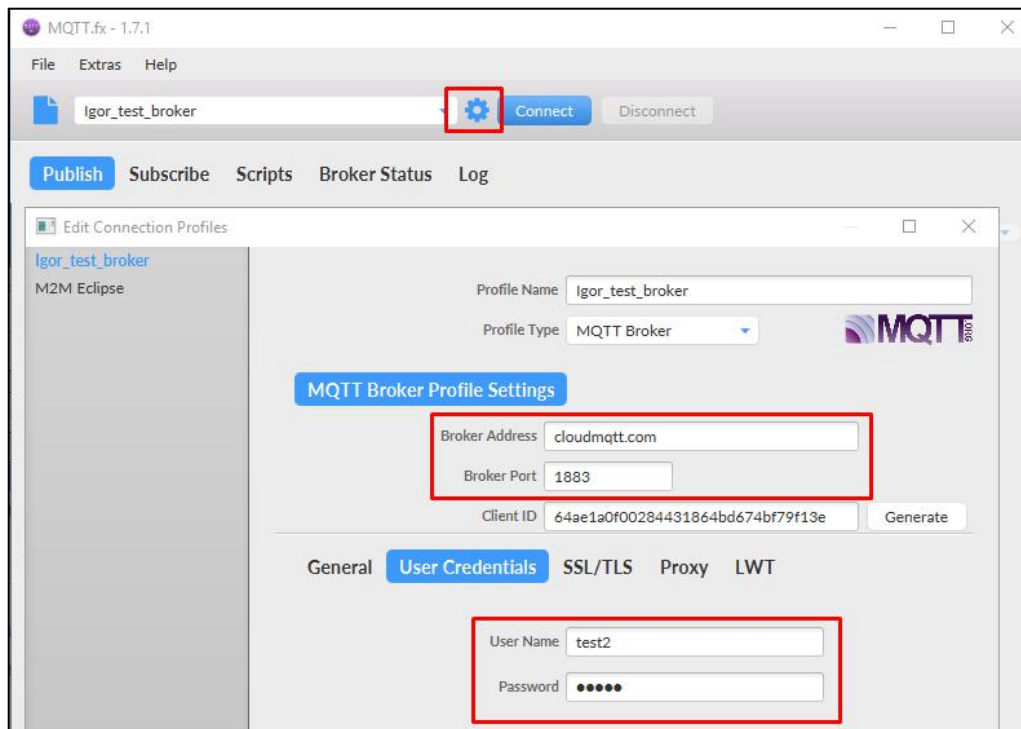 MQTT.fx - 1.7.1
File Extras Help
Igor_test_broker Connect Disconnect
Publish Subscribe Scripts Broker Status Log
Edit Connection Profiles
Igor_test_broker
M2M Eclipse
Profile Name Igor_test_broker
Profile Type MQTT Broker
MQTT.ORG
MQTT Broker Profile Settings
Broker Address cloudmqtt.com
Broker Port 1883
Client ID 64ae1a0f00284431864bd674bf79f13e Generate
General User Credentials SSL/TLS Proxy LWT
User Name test2
Password ●●●●●